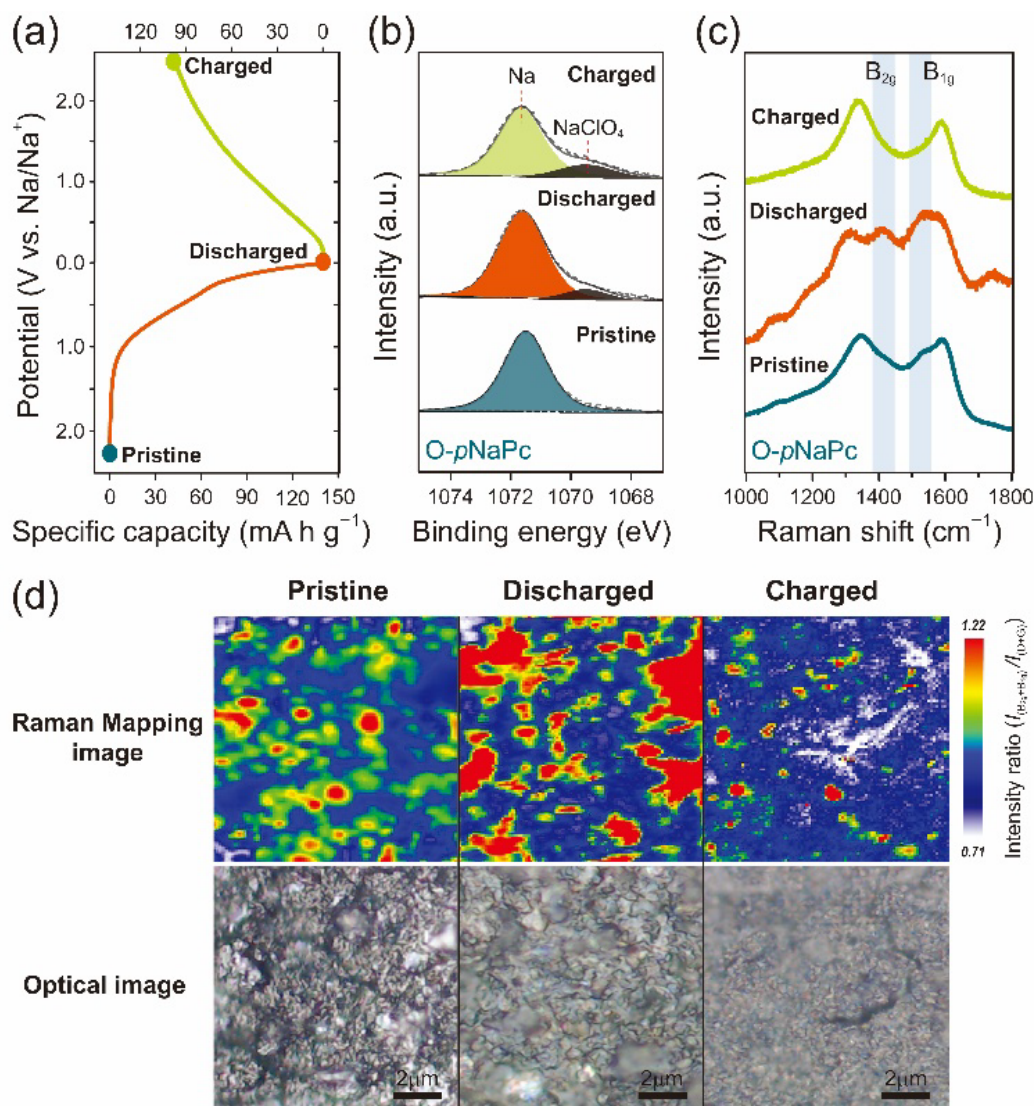 (a)
120 90 60 30 0
Charged
2.0
1.0
Discharged
0.0
1.0
2.0
Pristine
Potential (V vs. Na/Na⁺)
0 30 60 90 120 150
Specific capacity (mA h g⁻¹)
(b)
Na
Charged
NaClO₄
Discharged
Pristine
O-pNaPc
Intensity (a.u.)
1074 1072 1070 1068
Binding energy (eV)
(c)
B₂g B₁g
Charged
Discharged
Pristine
O-pNaPc
Intensity (a.u.)
1000 1200 1400 1600 1800
Raman shift (cm⁻¹)
(d)
Pristine Discharged Charged
Raman Mapping
image
1.22
0.71
Intensity ratio (I(B₂g+B₁g)/I(D+G))
Optical image
2μm 2μm 2μm